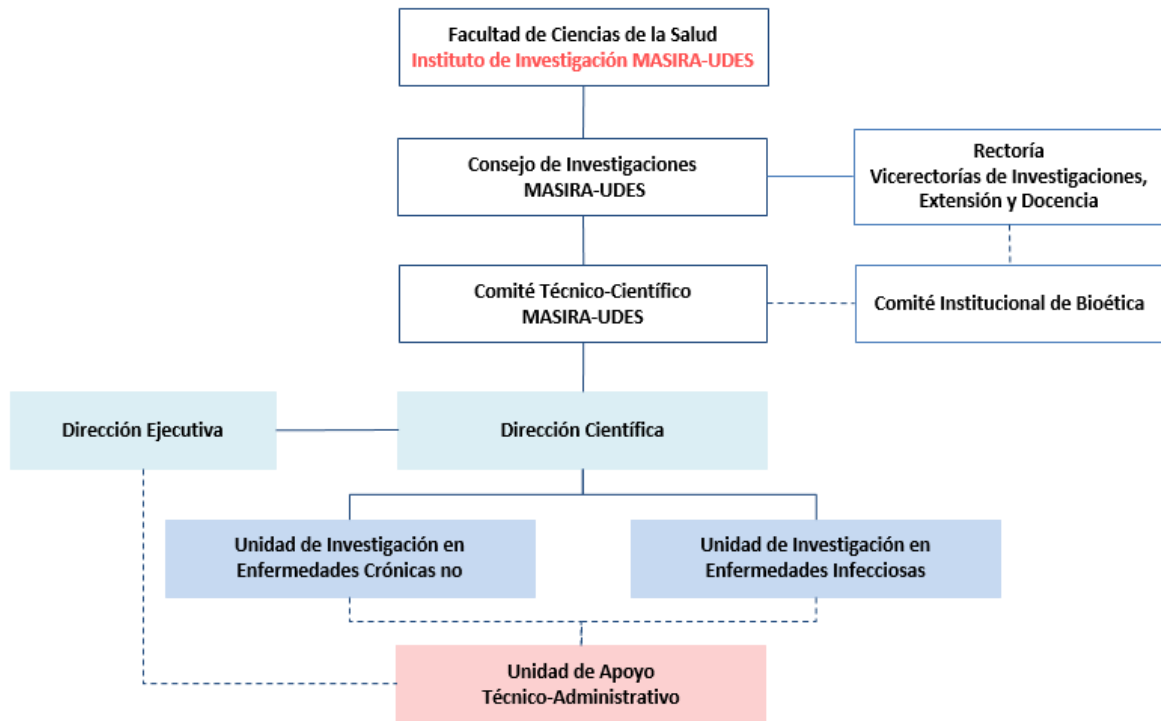 Facultad de Ciencias de la Salud
Instituto de Investigación MASIRA-UDES
Consejo de Investigaciones
MASIRA-UDES
Rectoría
Vicerectorías de Investigaciones,
Extensión y Docencia
Comité Técnico-Científico
MASIRA-UDES
Comité Institucional de Bioética
Dirección Ejecutiva
Dirección Científica
Unidad de Investigación en
Enfermedades Crónicas no
Unidad de Investigación en
Enfermedades Infecciosas
Unidad de Apoyo
Técnico-Administrativo